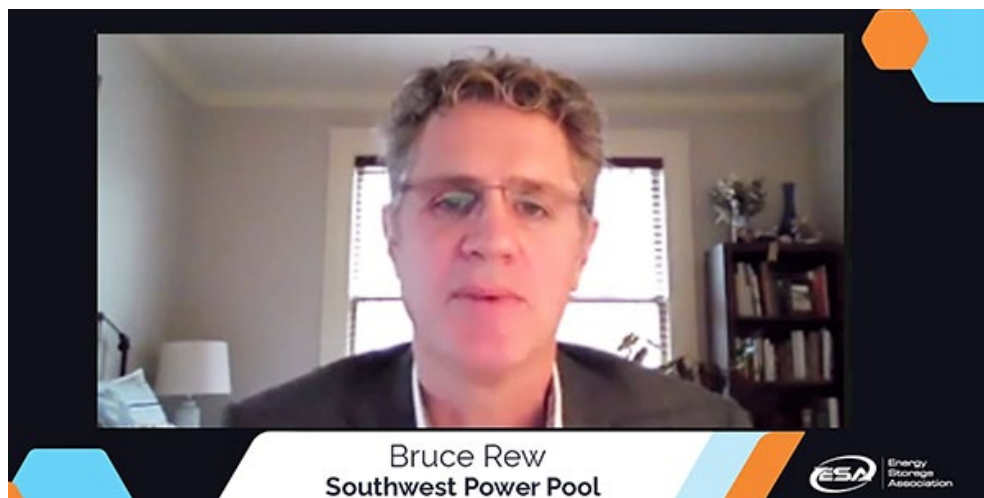 Bruce Rew
Southwest Power Pool
ESA
Energy
Storage
Association